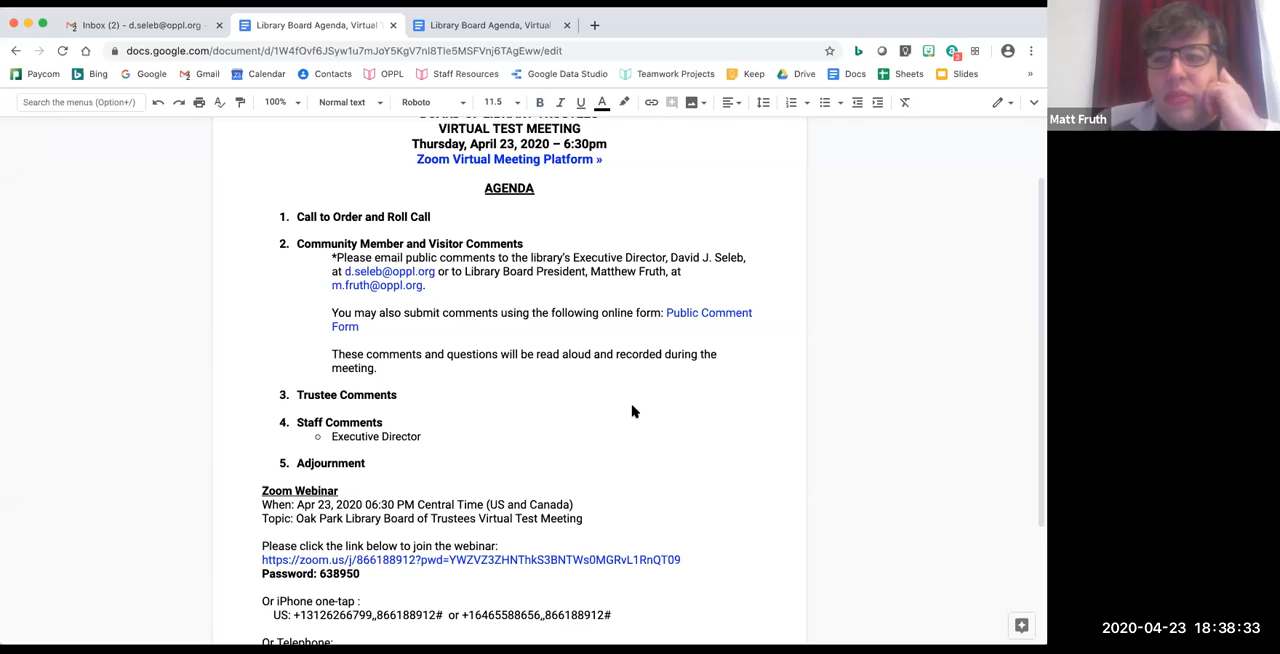 Inbox (2) - d.seleb@oppl.org -
Library Board Agenda, Virtual T
Library Board Agenda, Virtual
docs.google.com/document/d/1W4fOvf6JSyw1u7mJoY5KgV7nI8Tle5MSFVnj6TAgEww/edit
Paycom Bing Google Gmail Calendar Contacts OPPL Staff Resources Google Data Studio Teamwork Projects Keep Drive Docs Sheets Slides »
Search the menus (Option+/) 100% Normal text Roboto 11.5 B I U A
VIRTUAL TEST MEETING
Thursday, April 23, 2020 – 6:30pm
Zoom Virtual Meeting Platform »
AGENDA
1. Call to Order and Roll Call
2. Community Member and Visitor Comments
*Please email public comments to the library's Executive Director, David J. Seleb,
at d.seleb@oppl.org or to Library Board President, Matthew Fruth, at
m.fruth@oppl.org.
You may also submit comments using the following online form: Public Comment
Form
These comments and questions will be read aloud and recorded during the
meeting.
3. Trustee Comments
4. Staff Comments
○ Executive Director
5. Adjournment
Zoom Webinar
When: Apr 23, 2020 06:30 PM Central Time (US and Canada)
Topic: Oak Park Library Board of Trustees Virtual Test Meeting
Please click the link below to join the webinar:
https://zoom.us/j/866188912?pwd=YWZVZ3ZHNThkS3BNTWs0MGRvL1RnQT09
Password: 638950
Or iPhone one-tap :
US: +13126266799,,866188912# or +16465588656,,866188912#
Or Telephone:
Matt Fruth
2020-04-23 18:38:33